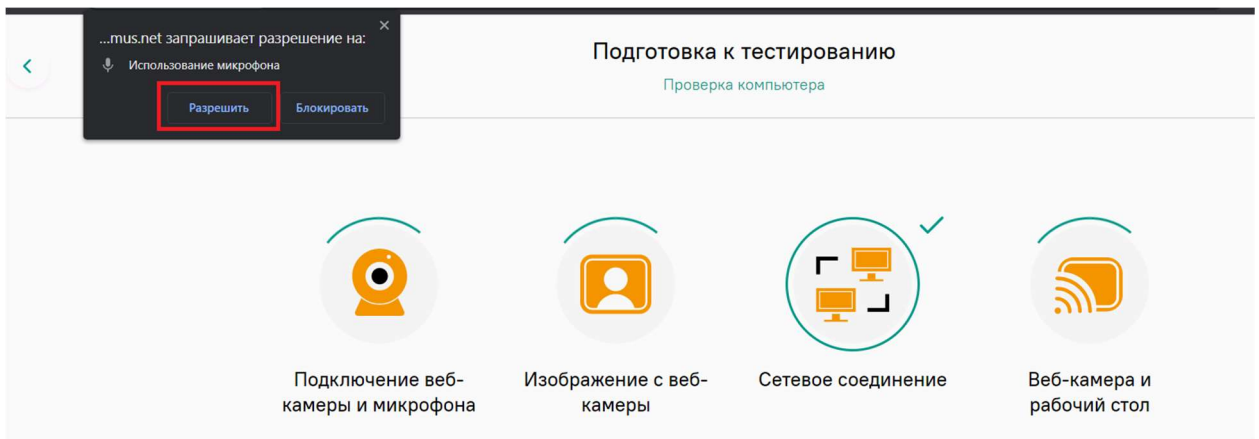 ...mus.net запрашивает разрешение на:
Использование микрофона
Разрешить
Блокировать
Подготовка к тестированию
Проверка компьютера
Подключение веб-
камеры и микрофона
Изображение с веб-
камеры
Сетевое соединение
Веб-камера и
рабочий стол